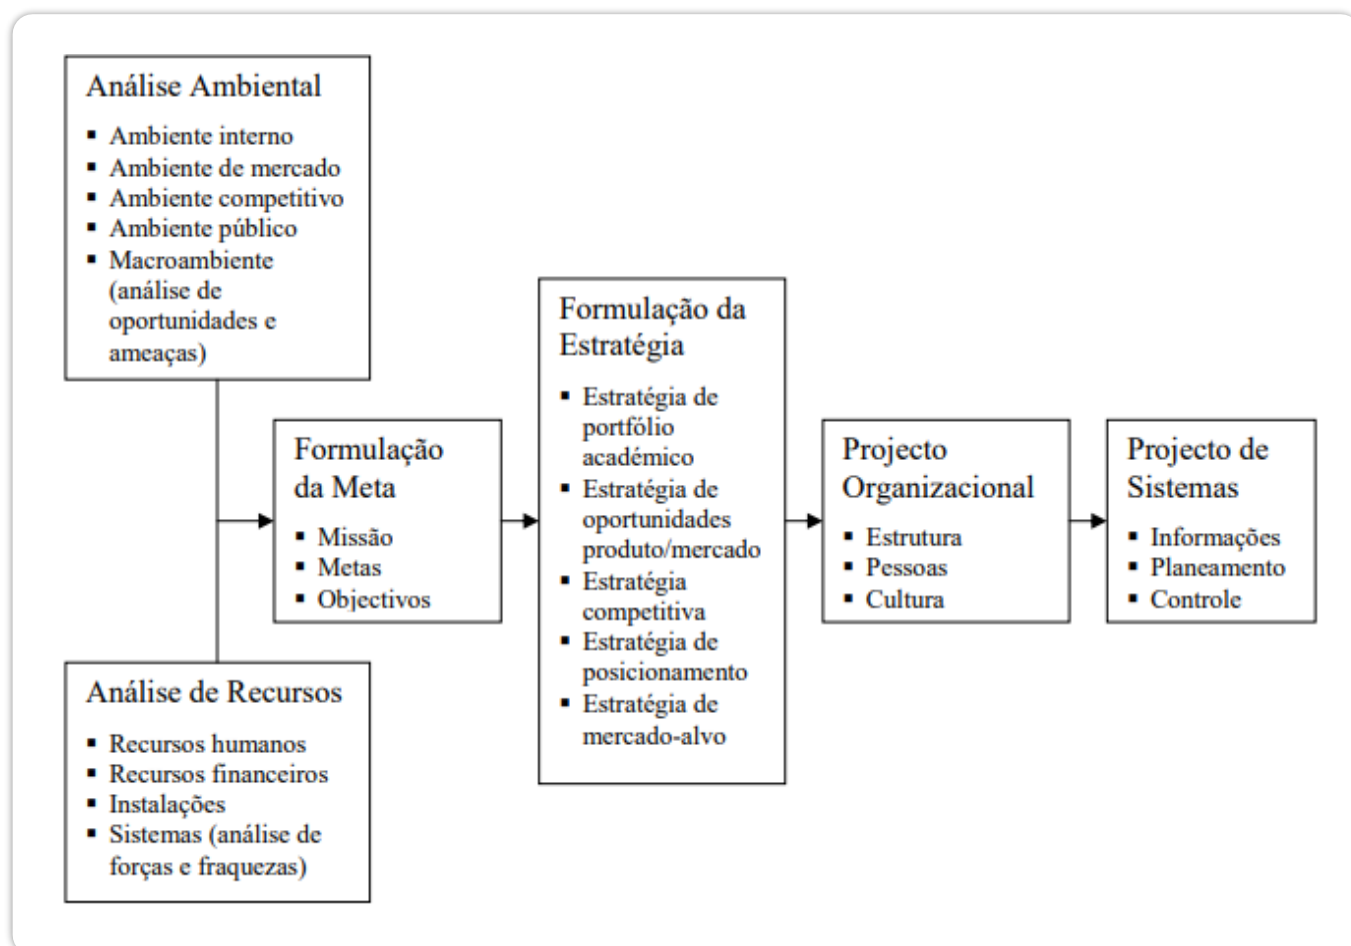 Análise Ambiental
▪ Ambiente interno
▪ Ambiente de mercado
▪ Ambiente competitivo
▪ Ambiente público
▪ Macroambiente
(análise de
oportunidades e
ameaças)
Análise de Recursos
▪ Recursos humanos
▪ Recursos financeiros
▪ Instalações
▪ Sistemas (análise de
forças e fraquezas)
Formulação
da Meta
▪ Missão
▪ Metas
▪ Objectivos
Formulação da
Estratégia
▪ Estratégia de
portfólio
académico
▪ Estratégia de
oportunidades
produto/mercado
▪ Estratégia
competitiva
▪ Estratégia de
posicionamento
▪ Estratégia de
mercado-alvo
Projecto
Organizacional
▪ Estrutura
▪ Pessoas
▪ Cultura
Projecto de
Sistemas
▪ Informações
▪ Planeamento
▪ Controle